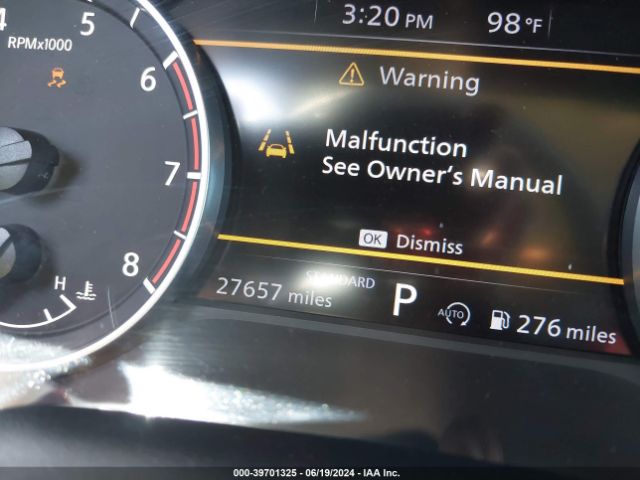 4 5
3:20 PM 98 °F
RPMx1000
6
Warning
Malfunction
See Owner's Manual
7
OK Dismiss
8
H
STANDARD
27657 miles P AUTO 276 miles
000-39701325 - 06/19/2024 - IAA Inc.